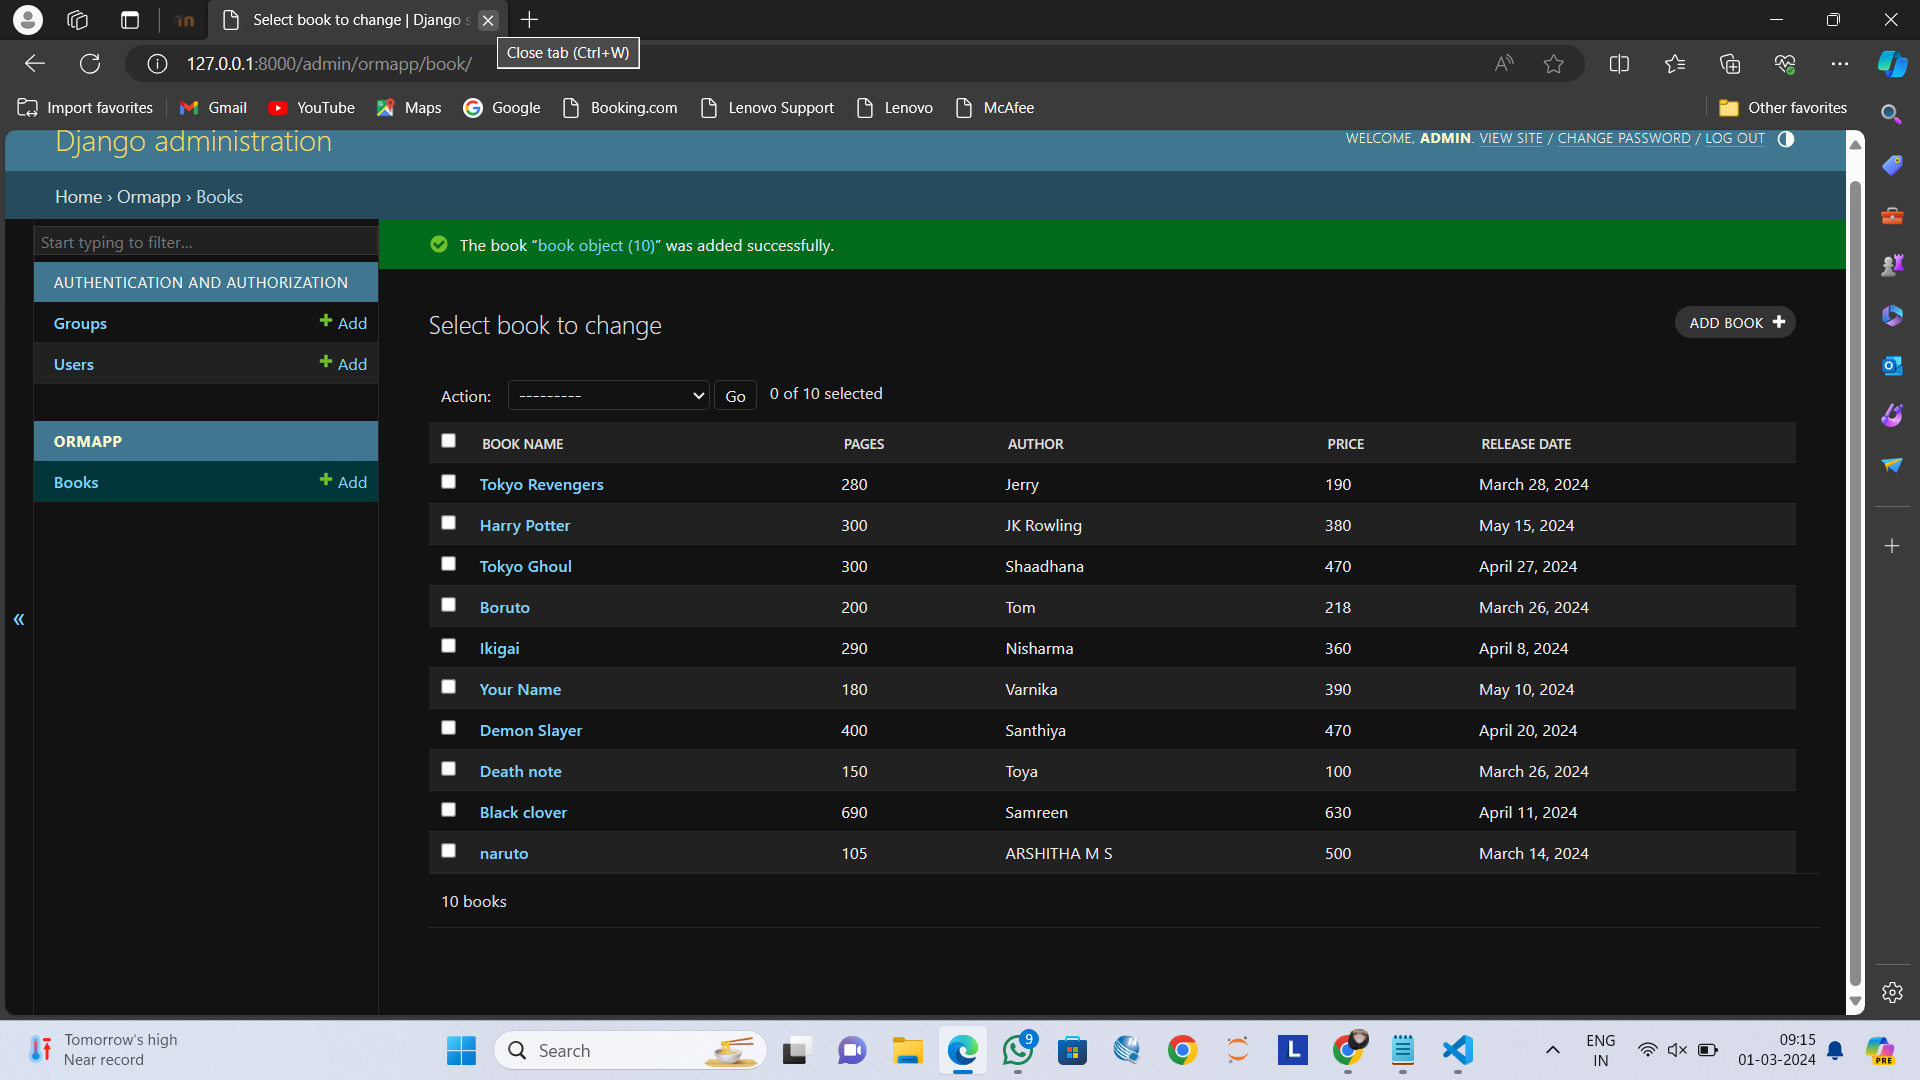 Select book to change | Django s
Close tab (Ctrl+W)
127.0.0.1:8000/admin/ormapp/book/
Import favorites
Gmail
YouTube
Maps
Google
Booking.com
Lenovo Support
Lenovo
McAfee
Other favorites
Django administration
WELCOME, ADMIN. VIEW SITE / CHANGE PASSWORD / LOG OUT
Home › Ormapp › Books
Start typing to filter...
The book “book object (10)” was added successfully.
AUTHENTICATION AND AUTHORIZATION
Groups + Add
Users + Add
ORMAPP
Books + Add
«
Select book to change
ADD BOOK +
Action: --------- Go 0 of 10 selected
BOOK NAME PAGES AUTHOR PRICE RELEASE DATE
Tokyo Revengers 280 Jerry 190 March 28, 2024
Harry Potter 300 JK Rowling 380 May 15, 2024
Tokyo Ghoul 300 Shaadhana 470 April 27, 2024
Boruto 200 Tom 218 March 26, 2024
Ikigai 290 Nisharma 360 April 8, 2024
Your Name 180 Varnika 390 May 10, 2024
Demon Slayer 400 Santhiya 470 April 20, 2024
Death note 150 Toya 100 March 26, 2024
Black clover 690 Samreen 630 April 11, 2024
naruto 105 ARSHITHA M S 500 March 14, 2024
10 books
Tomorrow's high
Near record
Search
9
L
ENG
IN
09:15
01-03-2024
PRE